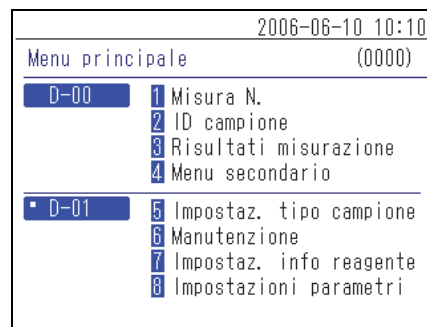 2006-06-10 10:10
Menu principale (0000)
D-00 1 Misura N.
2 ID campione
3 Risultati misurazione
4 Menu secondario
D-01 5 Impostaz. tipo campione
6 Manutenzione
7 Impostaz. info reagente
8 Impostazioni parametri